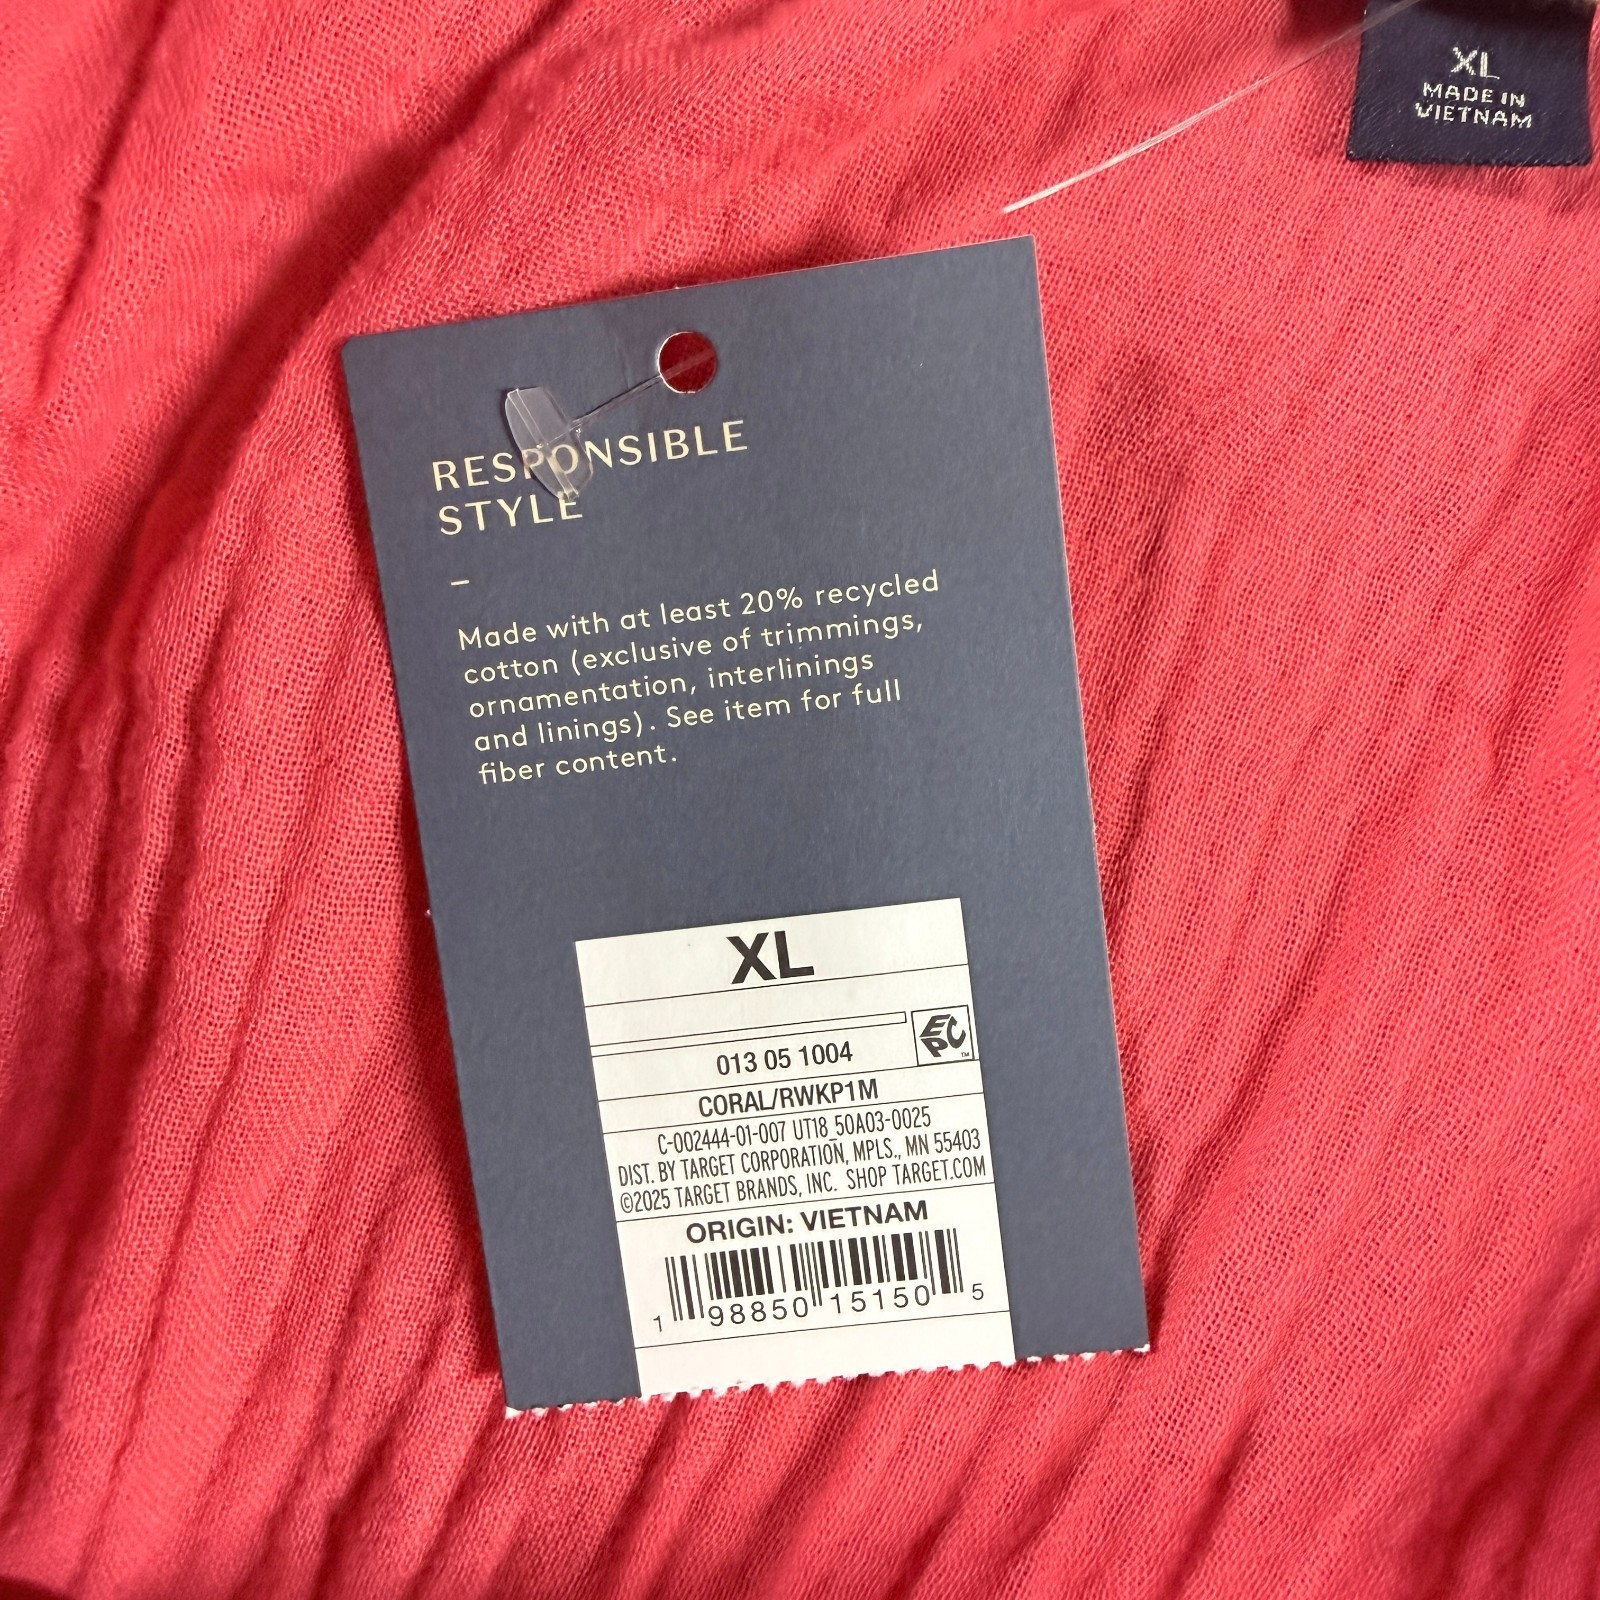 XL
MADE IN
VIETNAM
RESPONSIBLE
STYLE
–
Made with at least 20% recycled
cotton (exclusive of trimmings,
ornamentation, interlinings
and linings). See item for full
fiber content.
XL
EPC™
013 05 1004
CORAL/RWKP1M
C-002444-01-007 UT18_50A03-0025
DIST. BY TARGET CORPORATION, MPLS., MN 55403
©2025 TARGET BRANDS, INC. SHOP TARGET.COM
ORIGIN: VIETNAM
1 98850 15150 5